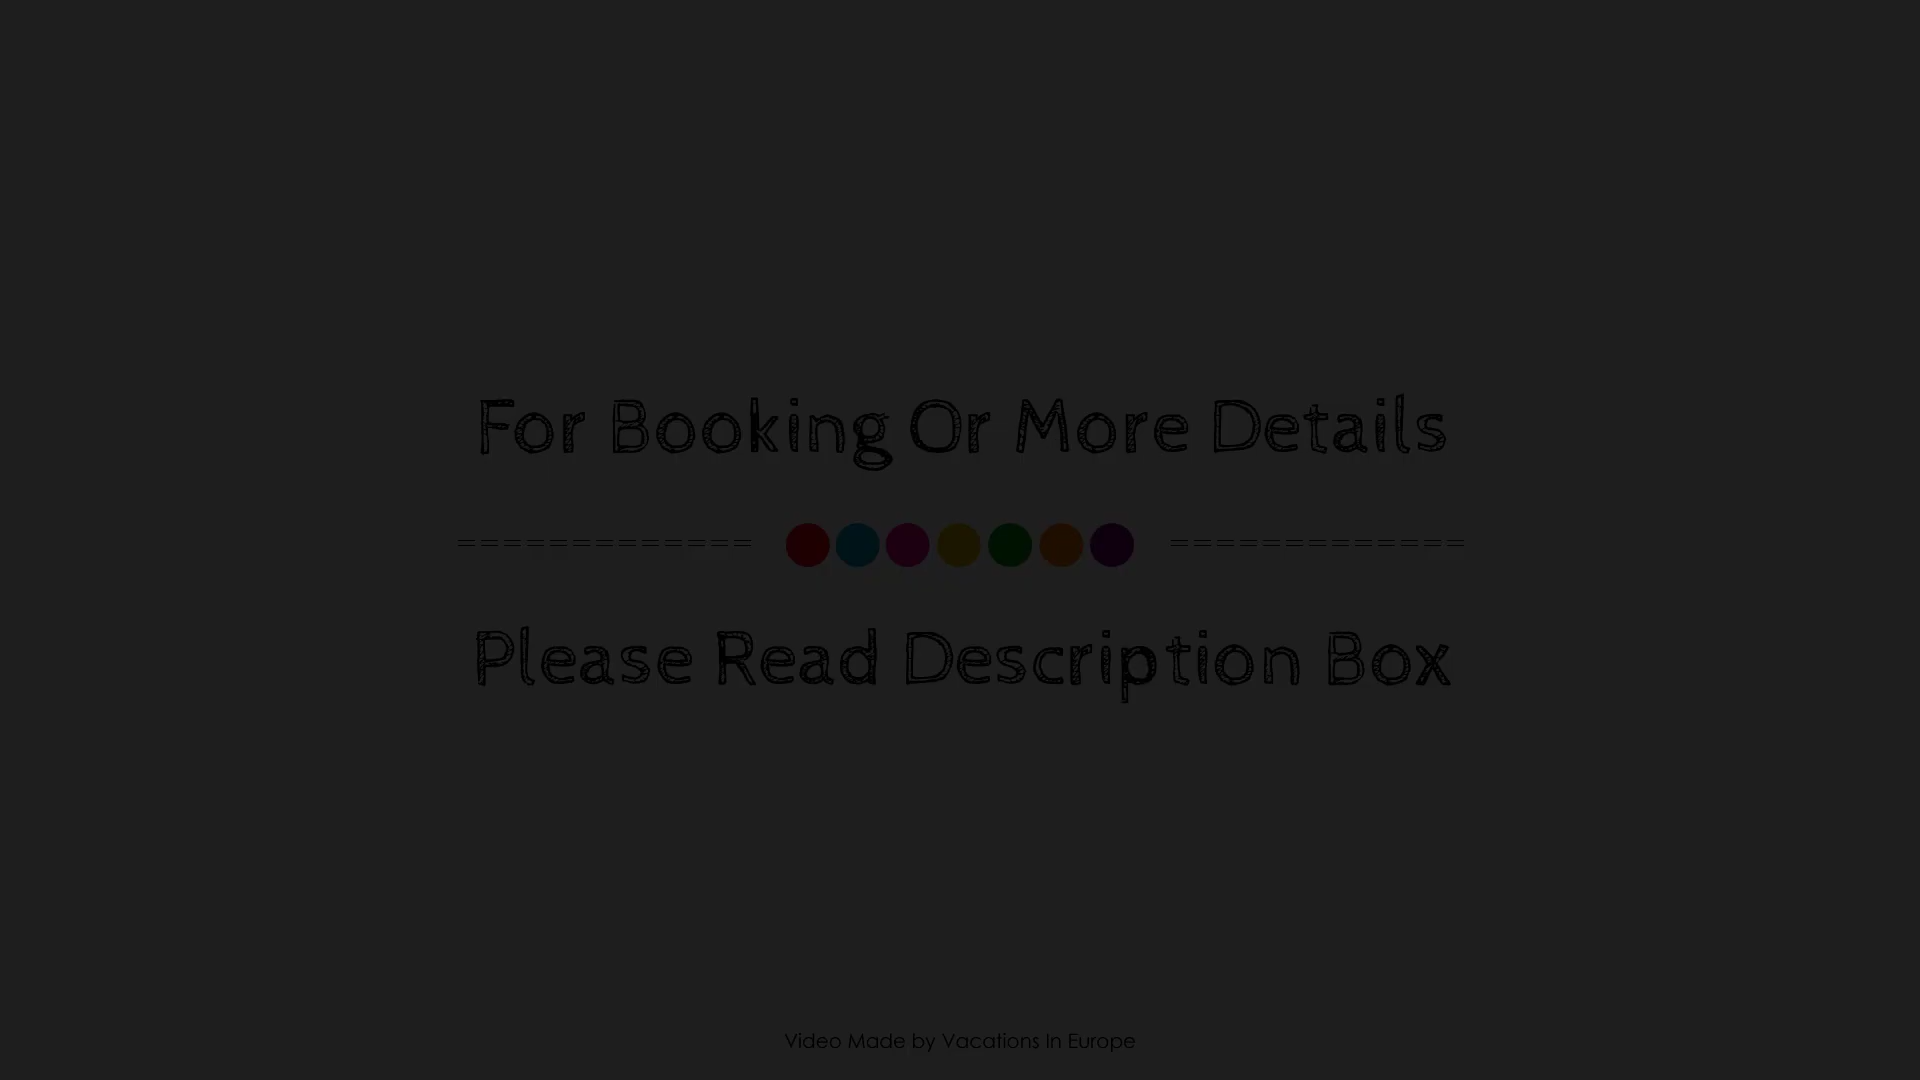 For Booking Or More Details
============= =============
Please Read Description Box
Video Made by Vacations In Europe